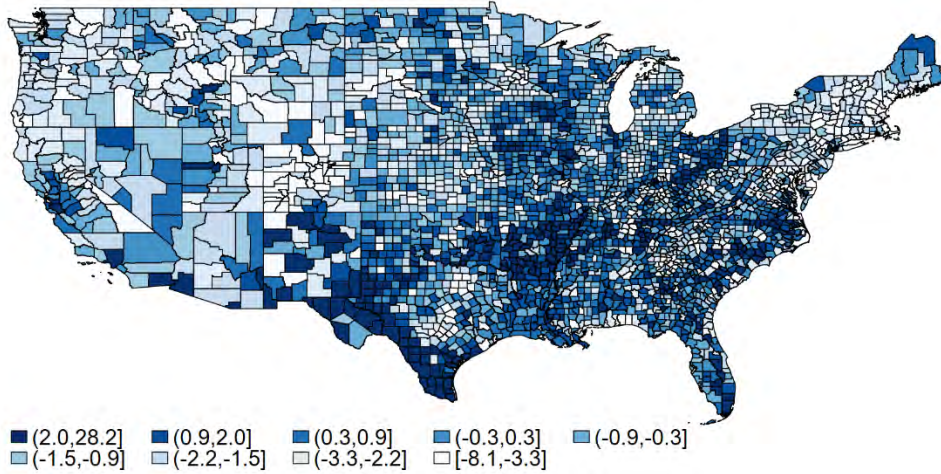 (2.0,28.2] (0.9,2.0] (0.3,0.9] (-0.3,0.3] (-0.9,-0.3]
(-1.5,-0.9] (-2.2,-1.5] (-3.3,-2.2] [-8.1,-3.3]